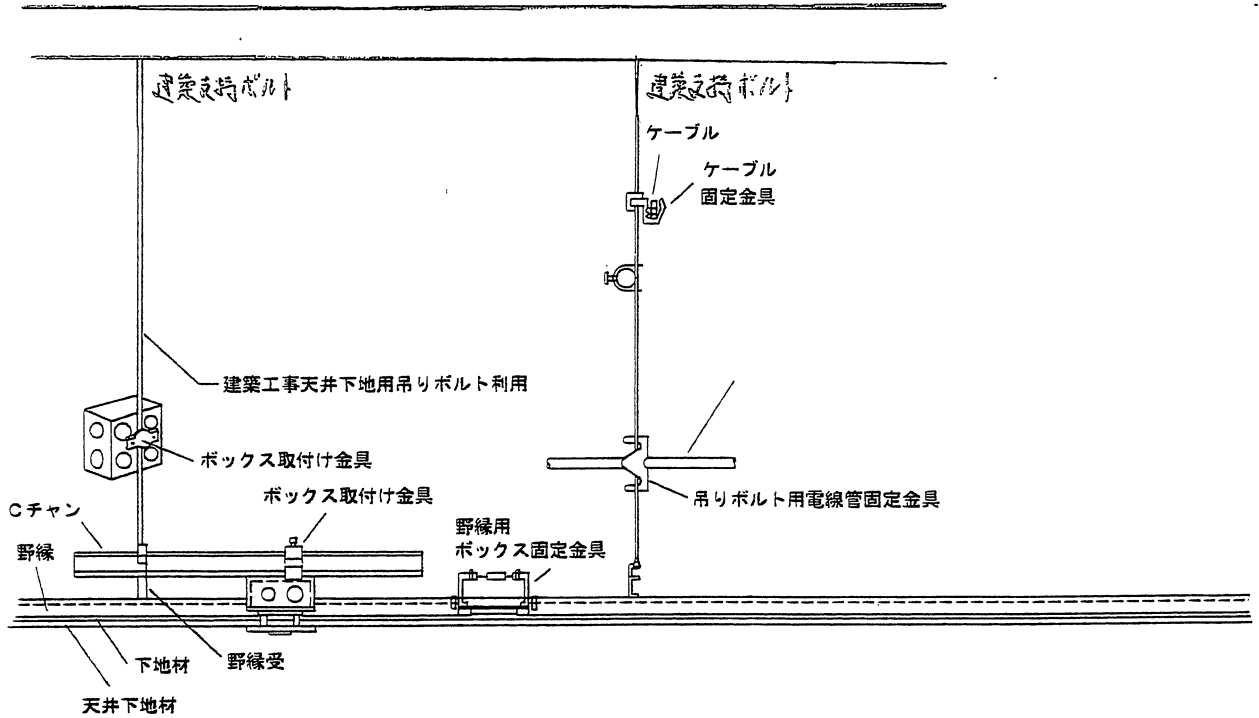 建築支持ボルト
建築支持ボルト
ケーブル
ケーブル
固定金具
建築工事天井下地用吊りボルト利用
ボックス取付け金具
ボックス取付け金具
吊りボルト用電線管固定金具
Cチャン
野縁用
ボックス固定金具
野縁
下地材
野縁受
天井下地材